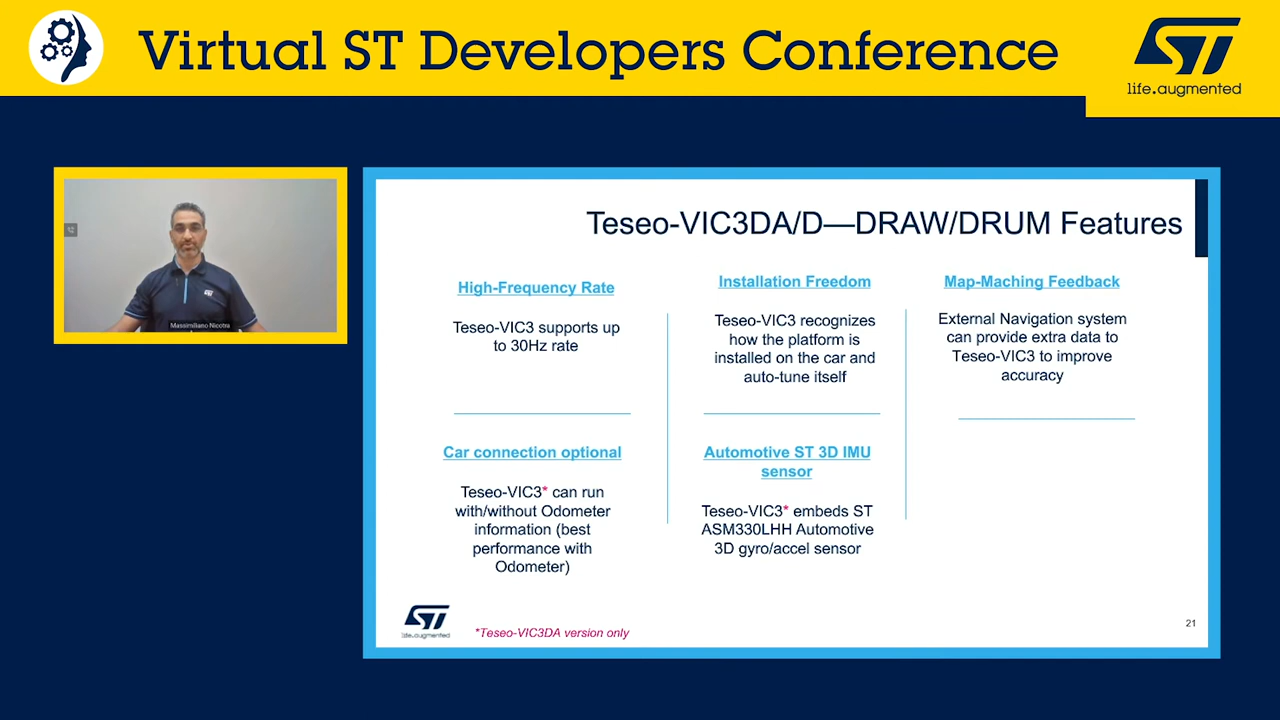 Virtual ST Developers Conference
ST
life.augmented
Massimiliano Nicotra
ST
Teseo-VIC3DA/D—DRAW/DRUM Features
High-Frequency Rate
Teseo-VIC3 supports up
to 30Hz rate
Installation Freedom
Teseo-VIC3 recognizes
how the platform is
installed on the car and
auto-tune itself
Map-Maching Feedback
External Navigation system
can provide extra data to
Teseo-VIC3 to improve
accuracy
Car connection optional
Teseo-VIC3* can run
with/without Odometer
information (best
performance with
Odometer)
Automotive ST 3D IMU
sensor
Teseo-VIC3* embeds ST
ASM330LHH Automotive
3D gyro/accel sensor
ST
life.augmented
*Teseo-VIC3DA version only
21